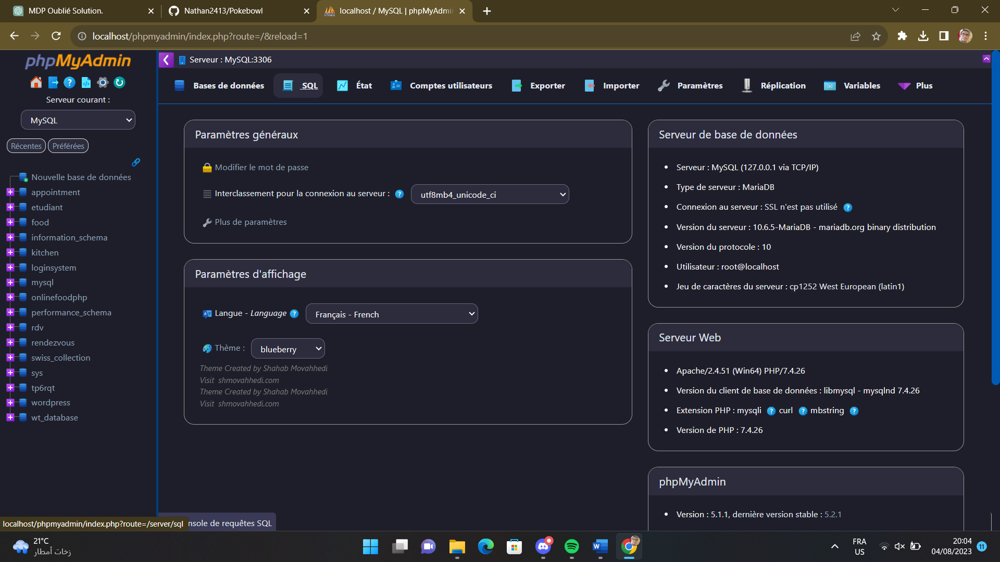 MDP Oublié Solution.
Nathan2413/Pokebowl
localhost / MySQL | phpMyAdmin
localhost/phpmyadmin/index.php?route=/&reload=1
phpMyAdmin
Serveur courant :
MySQL
Récentes
Préférées
Nouvelle base de données
appointment
etudiant
food
information_schema
kitchen
loginsystem
mysql
onlinefoodphp
performance_schema
rdv
rendezvous
swiss_collection
sys
tp6rqt
wordpress
wt_database
Serveur : MySQL:3306
Bases de données
SQL
État
Comptes utilisateurs
Exporter
Importer
Paramètres
Réplication
Variables
Plus
Paramètres généraux
Modifier le mot de passe
Interclassement pour la connexion au serveur :
utf8mb4_unicode_ci
Plus de paramètres
Paramètres d'affichage
Langue - Language
Français - French
Thème :
blueberry
Theme Created by Shahab Movahhedi
Visit shmovahhedi.com
Theme Created by Shahab Movahhedi
Visit shmovahhedi.com
Serveur de base de données
Serveur : MySQL (127.0.0.1 via TCP/IP)
Type de serveur : MariaDB
Connexion au serveur : SSL n'est pas utilisé
Version du serveur : 10.6.5-MariaDB - mariadb.org binary distribution
Version du protocole : 10
Utilisateur : root@localhost
Jeu de caractères du serveur : cp1252 West European (latin1)
Serveur Web
Apache/2.4.51 (Win64) PHP/7.4.26
Version du client de base de données : libmysql - mysqlnd 7.4.26
Extension PHP : mysqli curl mbstring
Version de PHP : 7.4.26
phpMyAdmin
Version : 5.1.1, dernière version stable : 5.2.1
localhost/phpmyadmin/index.php?route=/server/sql
nsole de requêtes SQL
21°C
زخات أمطار
FRA
US
20:04
04/08/2023
11